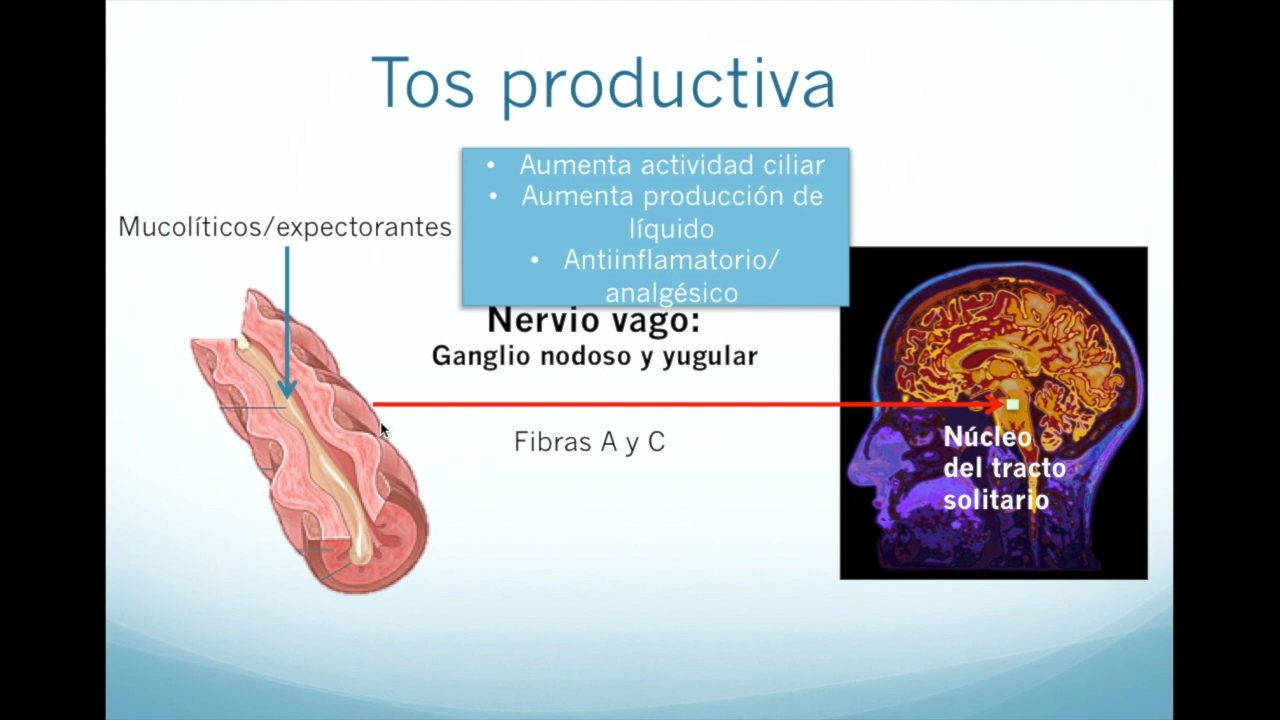 Tos productiva
• Aumenta actividad ciliar
• Aumenta producción de
líquido
• Antiinflamatorio/
analgésico
Mucolíticos/expectorantes
Nervio vago:
Ganglio nodoso y yugular
Fibras A y C
Núcleo
del tracto
solitario